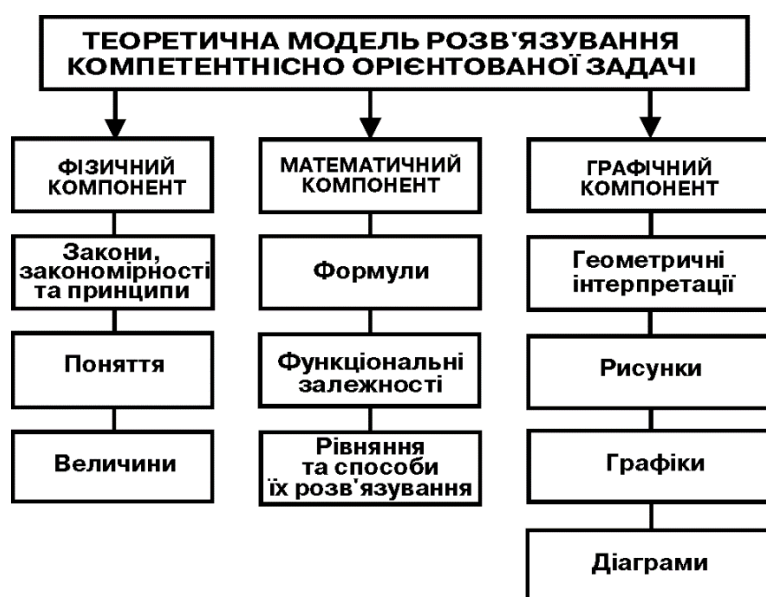 ТЕОРЕТИЧНА МОДЕЛЬ РОЗВ'ЯЗУВАННЯ
КОМПЕТЕНТНІСНО ОРІЄНТОВАНОЇ ЗАДАЧІ
ФІЗИЧНИЙ
КОМПОНЕНТ
Закони,
закономірності
та принципи
Поняття
Величини
МАТЕМАТИЧНИЙ
КОМПОНЕНТ
Формули
Функціональні
залежності
Рівняння
та способи
їх розв'язування
ГРАФІЧНИЙ
КОМПОНЕНТ
Геометричні
інтерпретації
Рисунки
Графіки
Діаграми